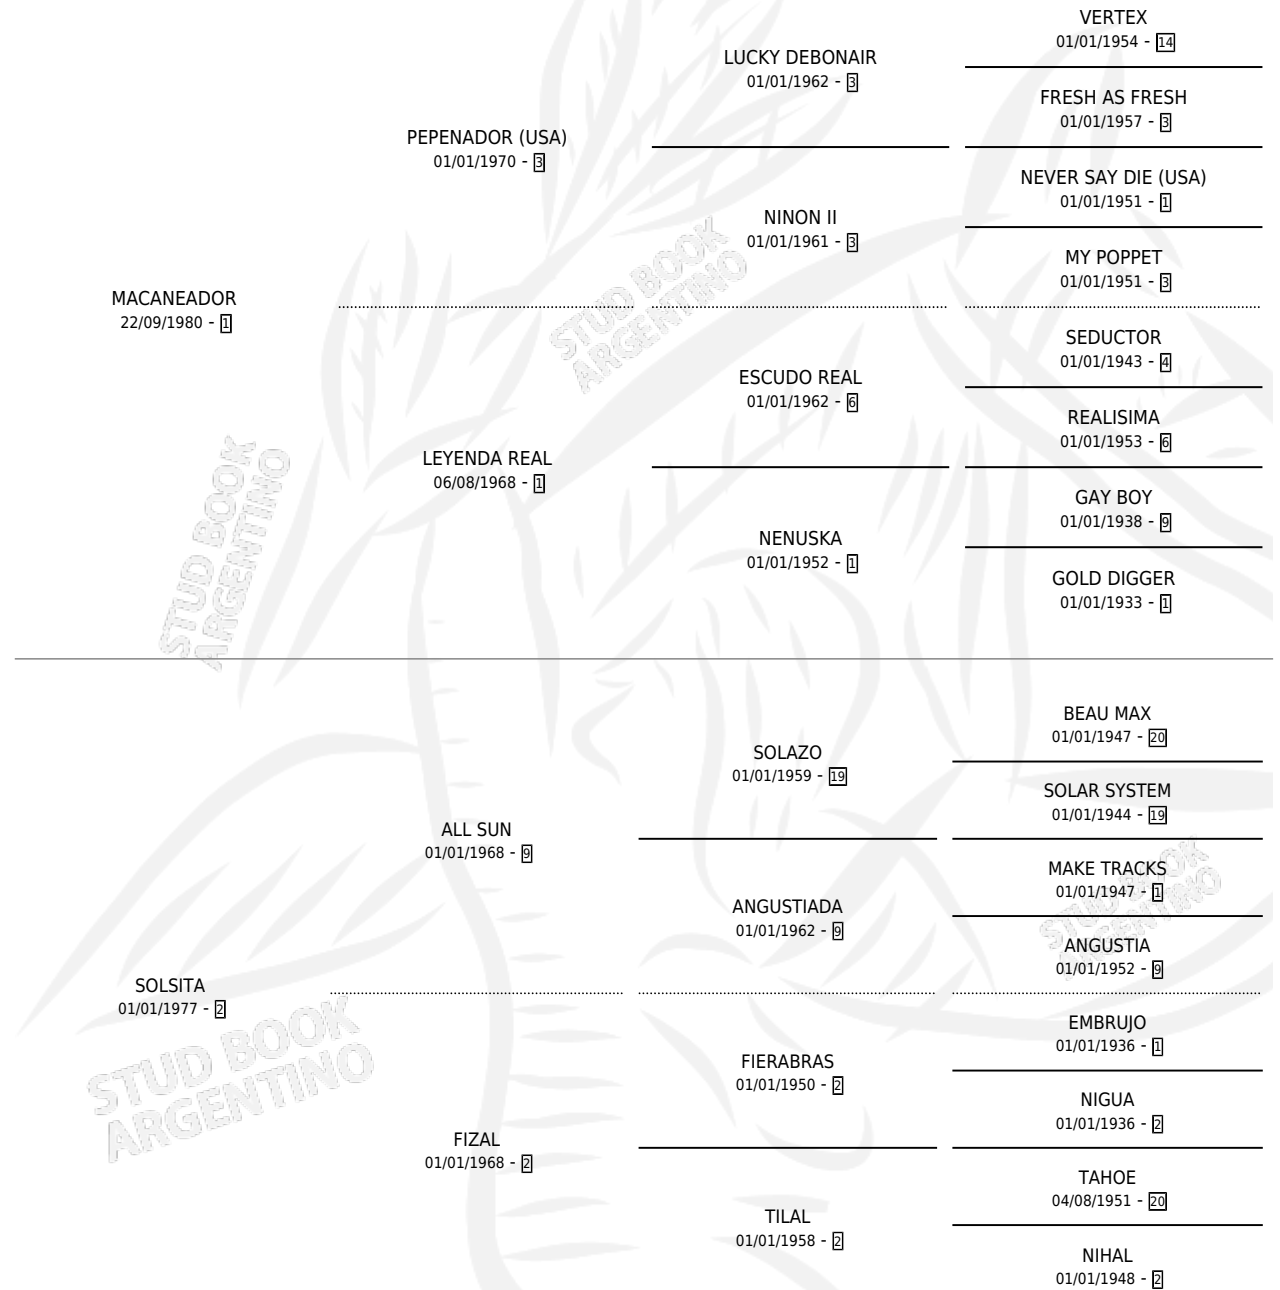 VERTEX
01/01/1954 - 14
LUCKY DEBONAIR
01/01/1962 - 3
FRESH AS FRESH
01/01/1957 - 3
PEPENADOR (USA)
01/01/1970 - 3
NEVER SAY DIE (USA)
01/01/1951 - 1
NINON II
01/01/1961 - 3
MY POPPET
01/01/1951 - 3
MACANEADOR
22/09/1980 - 1
SEDUCTOR
01/01/1943 - 4
ESCUDO REAL
01/01/1962 - 6
REALISIMA
01/01/1953 - 6
LEYENDA REAL
06/08/1968 - 1
GAY BOY
01/01/1938 - 9
NENUSKA
01/01/1952 - 1
GOLD DIGGER
01/01/1933 - 1
BEAU MAX
01/01/1947 - 20
SOLAZO
01/01/1959 - 19
SOLAR SYSTEM
01/01/1944 - 19
ALL SUN
01/01/1968 - 9
MAKE TRACKS
01/01/1947 - 1
ANGUSTIADA
01/01/1962 - 9
ANGUSTIA
01/01/1952 - 9
SOLSITA
01/01/1977 - 2
EMBRUJO
01/01/1936 - 1
FIERABRAS
01/01/1950 - 2
NIGUA
01/01/1936 - 2
FIZAL
01/01/1968 - 2
TAHOE
04/08/1951 - 20
TILAL
01/01/1958 - 2
NIHAL
01/01/1948 - 2
STUD BOOK
ARGENTINO
STUD BOOK
ARGENTINO
STUD BOOK
ARGENTINO
STUD BOOK
ARGENTINO